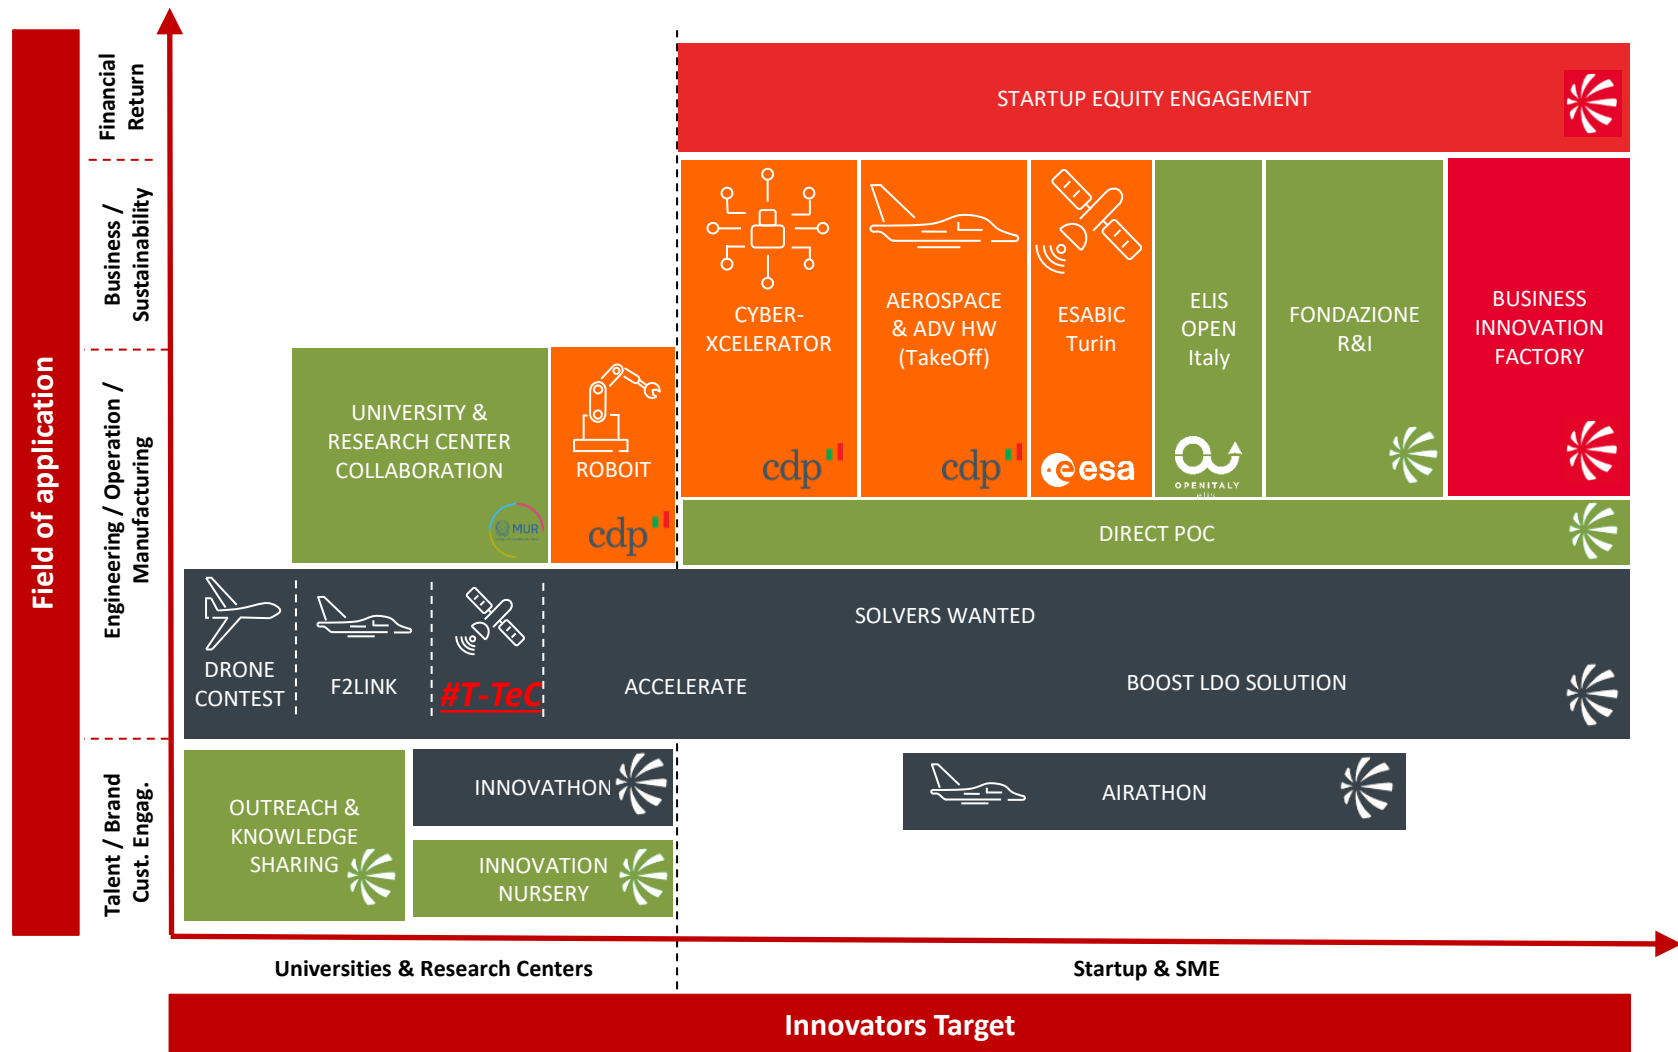 Field of application
Financial
Return
Business /
Sustainability
Engineering / Operation /
Manufacturing
Talent / Brand
Cust. Engag.
STARTUP EQUITY ENGAGEMENT
CYBER-
XCELERATOR
cdp
AEROSPACE
& ADV HW
(TakeOff)
cdp
ESABIC
Turin
esa
ELIS
OPEN
Italy
OPENITALY
elis
FONDAZIONE
R&I
BUSINESS
INNOVATION
FACTORY
UNIVERSITY &
RESEARCH CENTER
COLLABORATION
MUR
ROBOIT
cdp
DIRECT POC
SOLVERS WANTED
DRONE
CONTEST
F2LINK
#T-TeC
ACCELERATE
BOOST LDO SOLUTION
OUTREACH &
KNOWLEDGE
SHARING
INNOVATHON
INNOVATION
NURSERY
AIRATHON
Universities & Research Centers
Startup & SME
Innovators Target